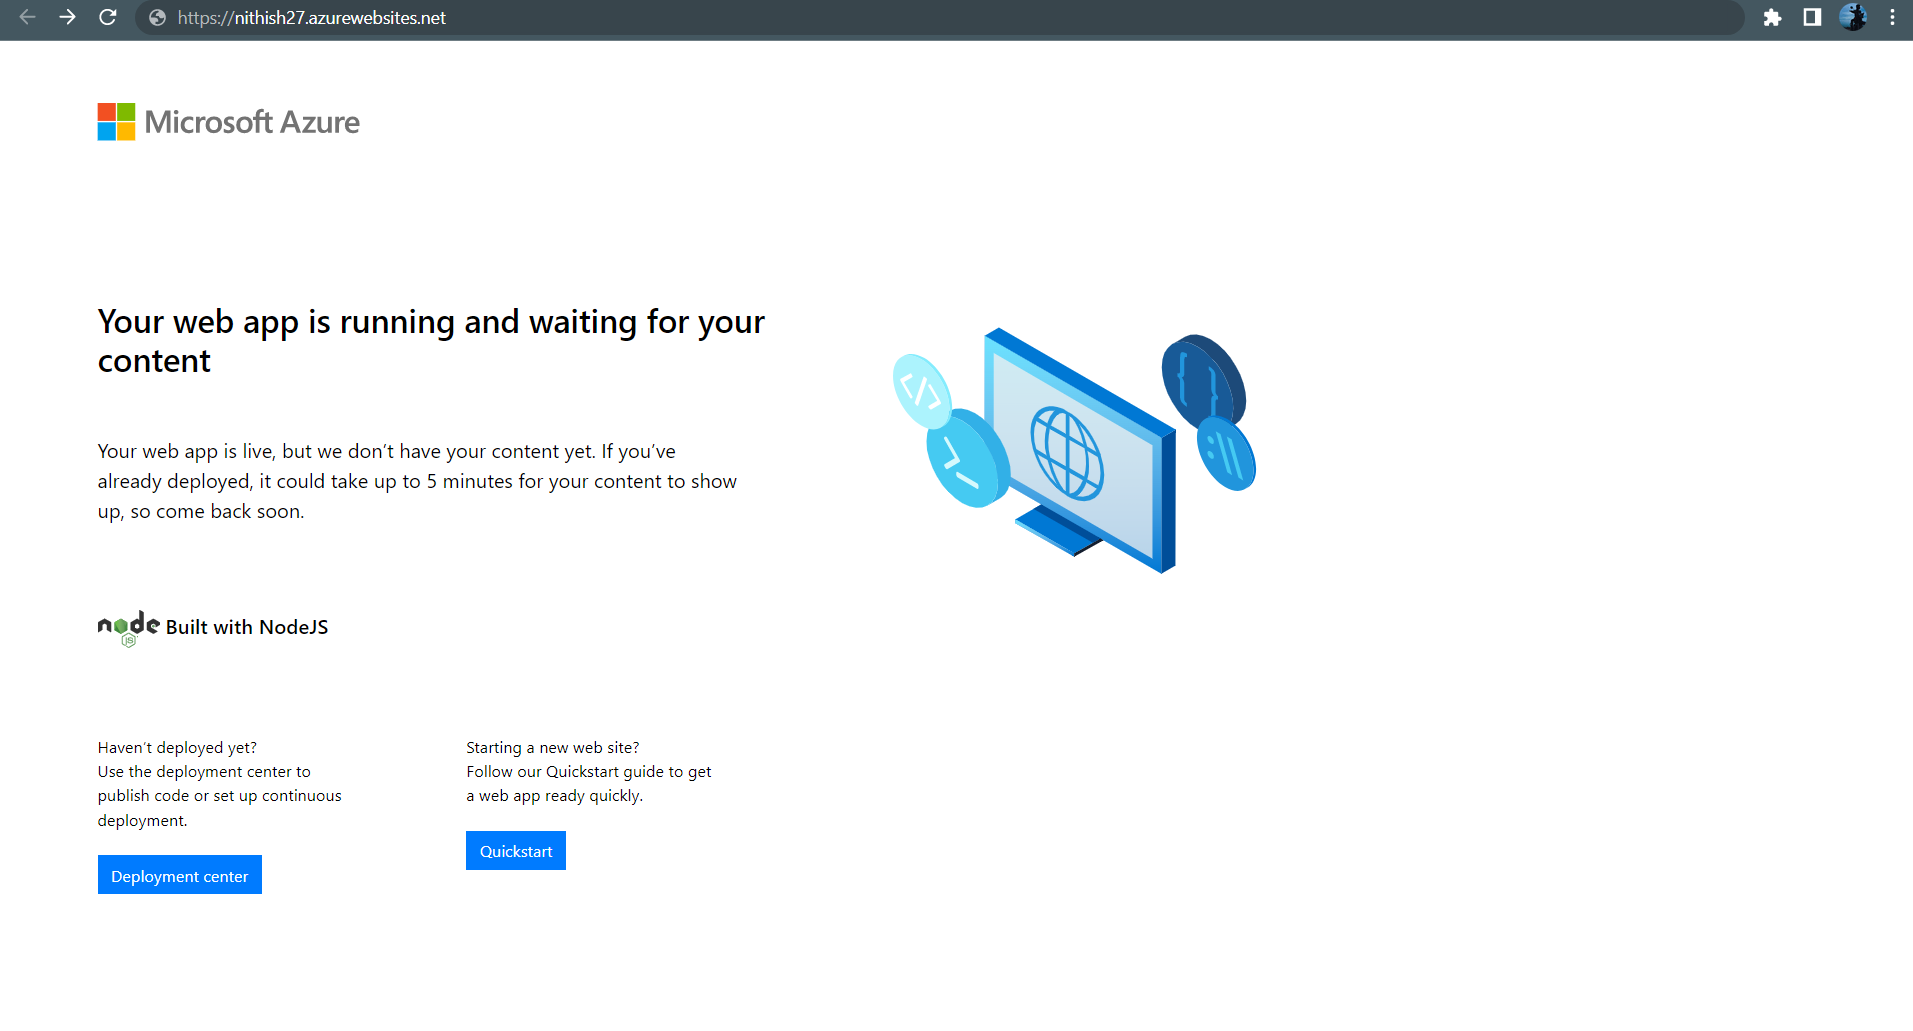 https://nithish27.azurewebsites.net
Microsoft Azure
Your web app is running and waiting for your
content
Your web app is live, but we don’t have your content yet. If you’ve
already deployed, it could take up to 5 minutes for your content to show
up, so come back soon.
node
JS
Built with NodeJS
Haven’t deployed yet?
Use the deployment center to
publish code or set up continuous
deployment.
Deployment center
Starting a new web site?
Follow our Quickstart guide to get
a web app ready quickly.
Quickstart